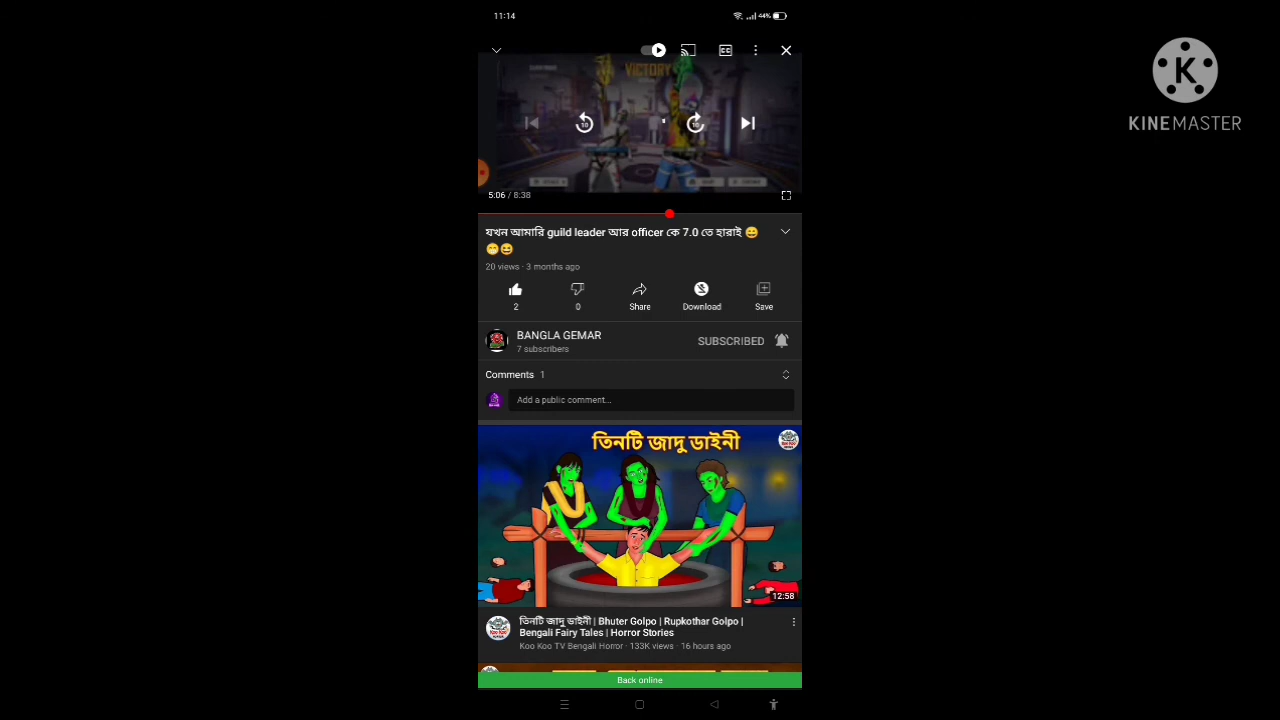 11:14
44%
VICTORY
10
10
5:06 / 8:38
যখন আমারি guild leader আর officer কে 7.0 তে হারাই 😄
😁😆
20 views · 3 months ago
2
0
Share
Download
Save
BANGLA GEMAR
7 subscribers
SUBSCRIBED
Comments 1
Add a public comment...
তিনটি জাদু ডাইনী
12:58
তিনটি জাদু ডাইনী | Bhuter Golpo | Rupkothar Golpo |
Bengali Fairy Tales | Horror Stories
Koo Koo TV Bengali Horror · 133K views · 16 hours ago
Back online
K
KINEMASTER